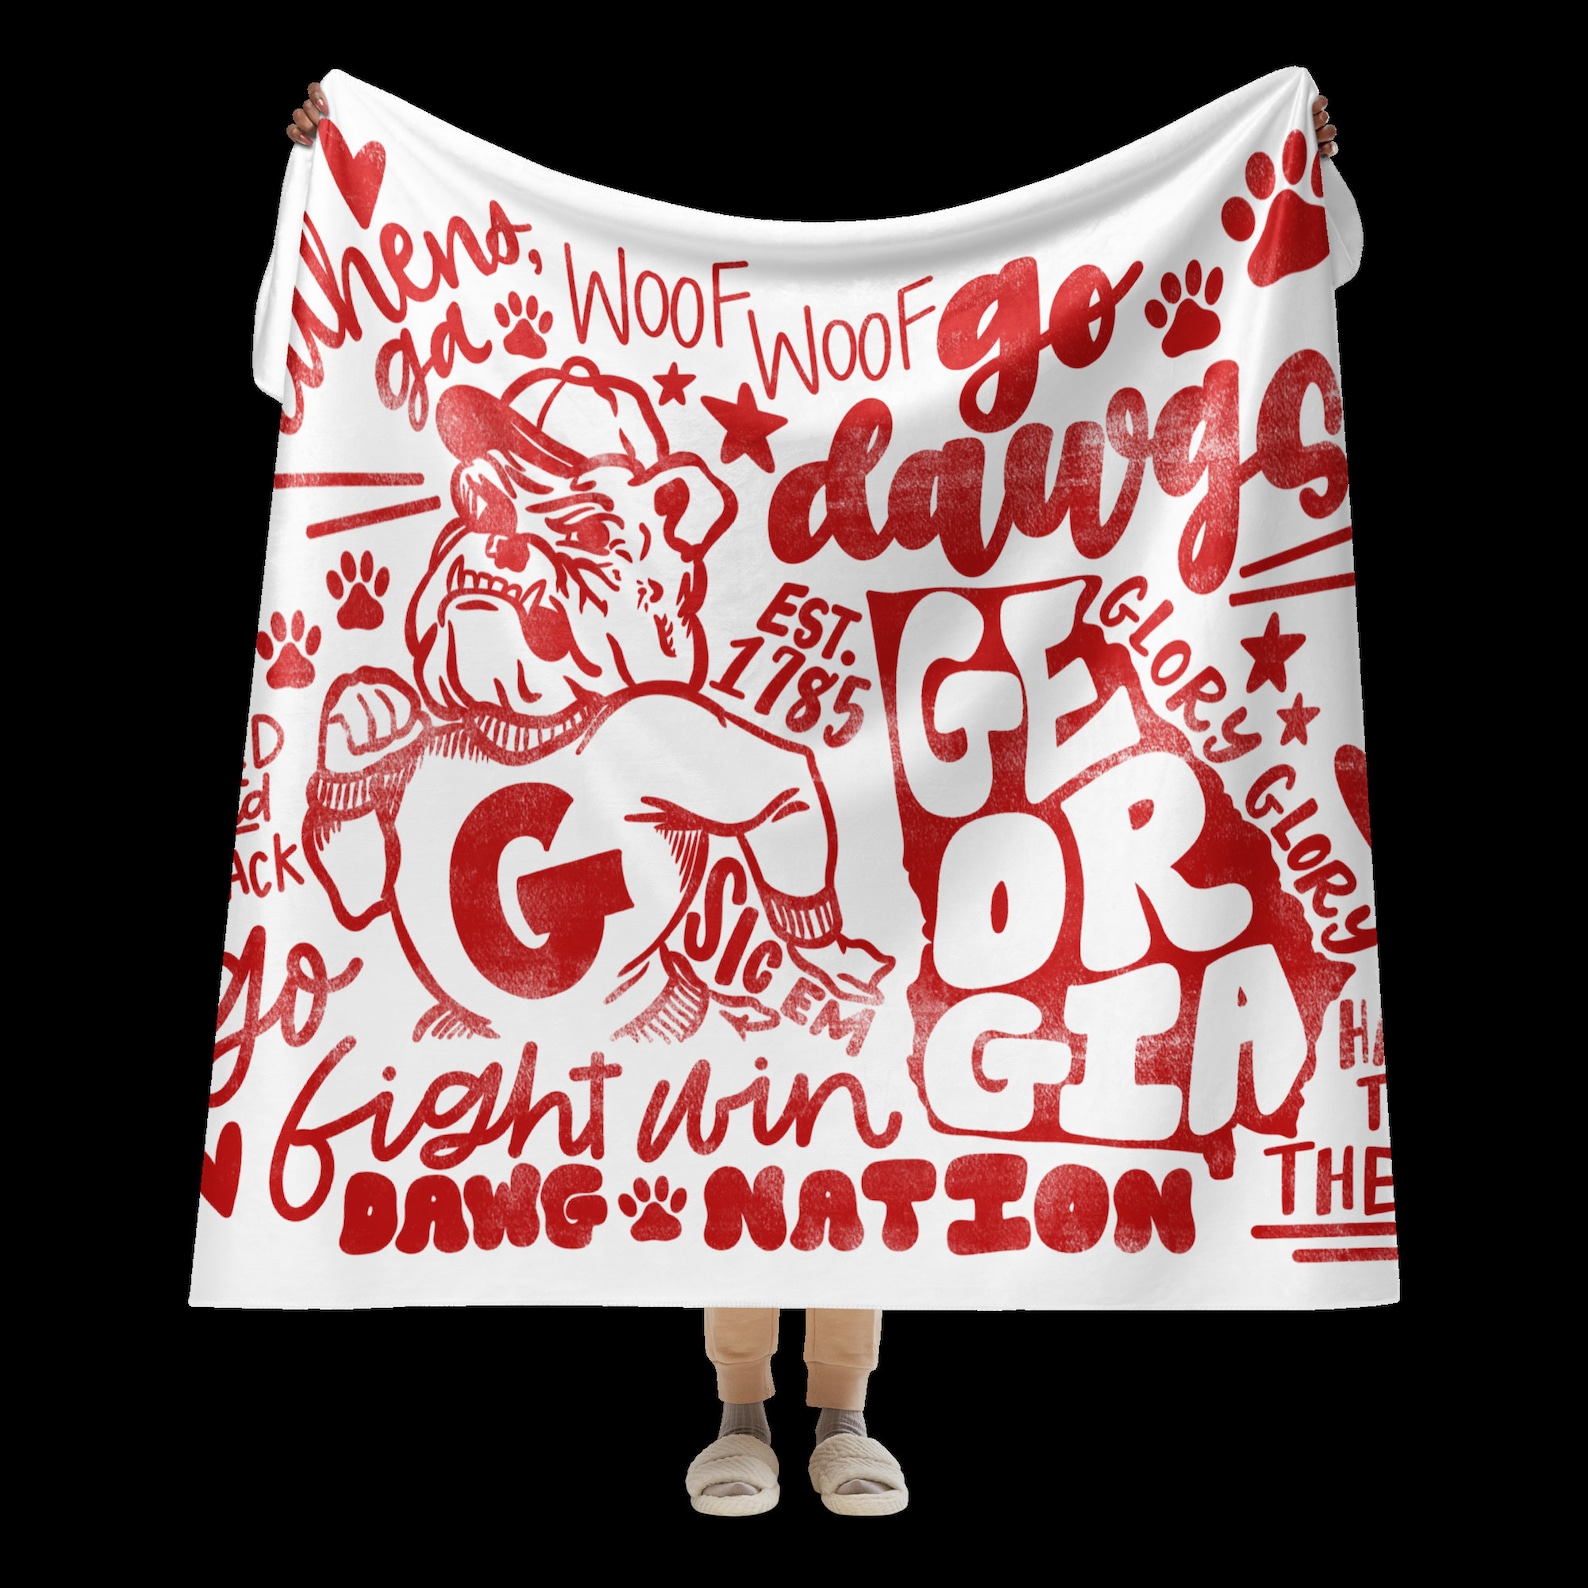 athens,
ga
WOOF
WOOF
go
dawgs
EST.
1785
GLORY
GLORY
GE
OR
GIA
G
SIC
EM
go
fight win
DAWG NATION
THE